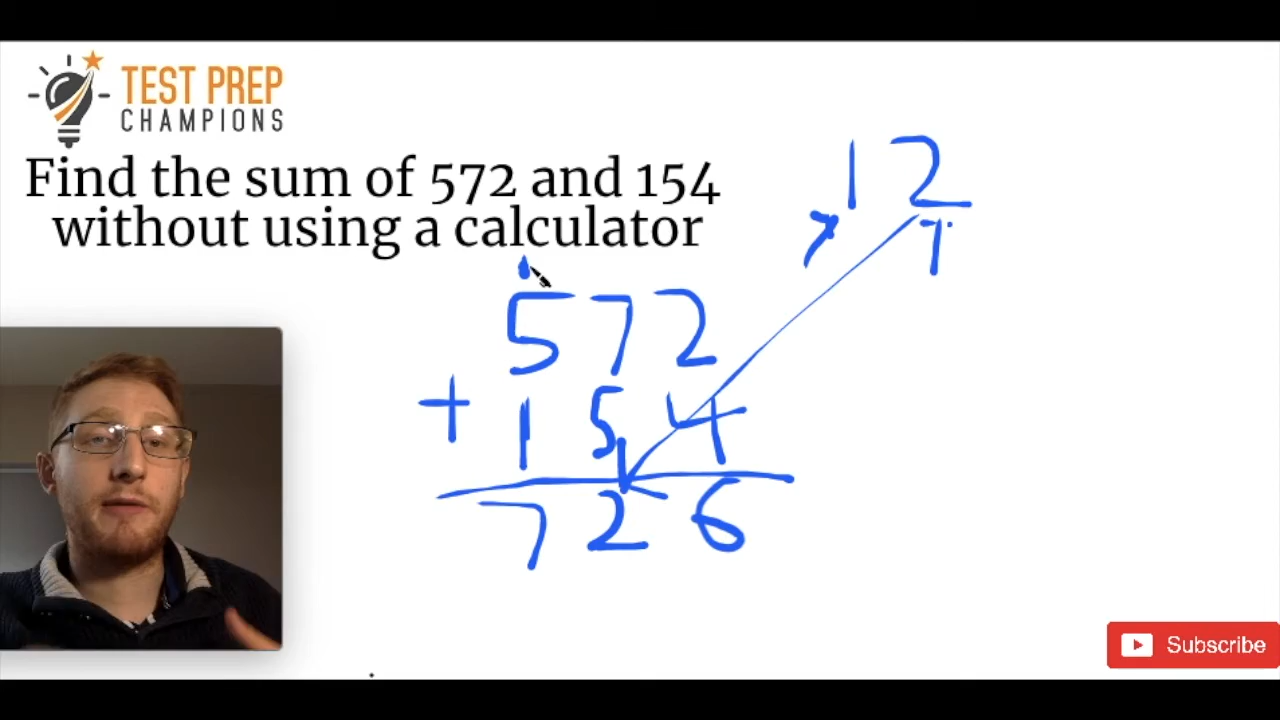 TEST PREP
CHAMPIONS
Find the sum of 572 and 154
without using a calculator
12
572
+ 154
726
Subscribe